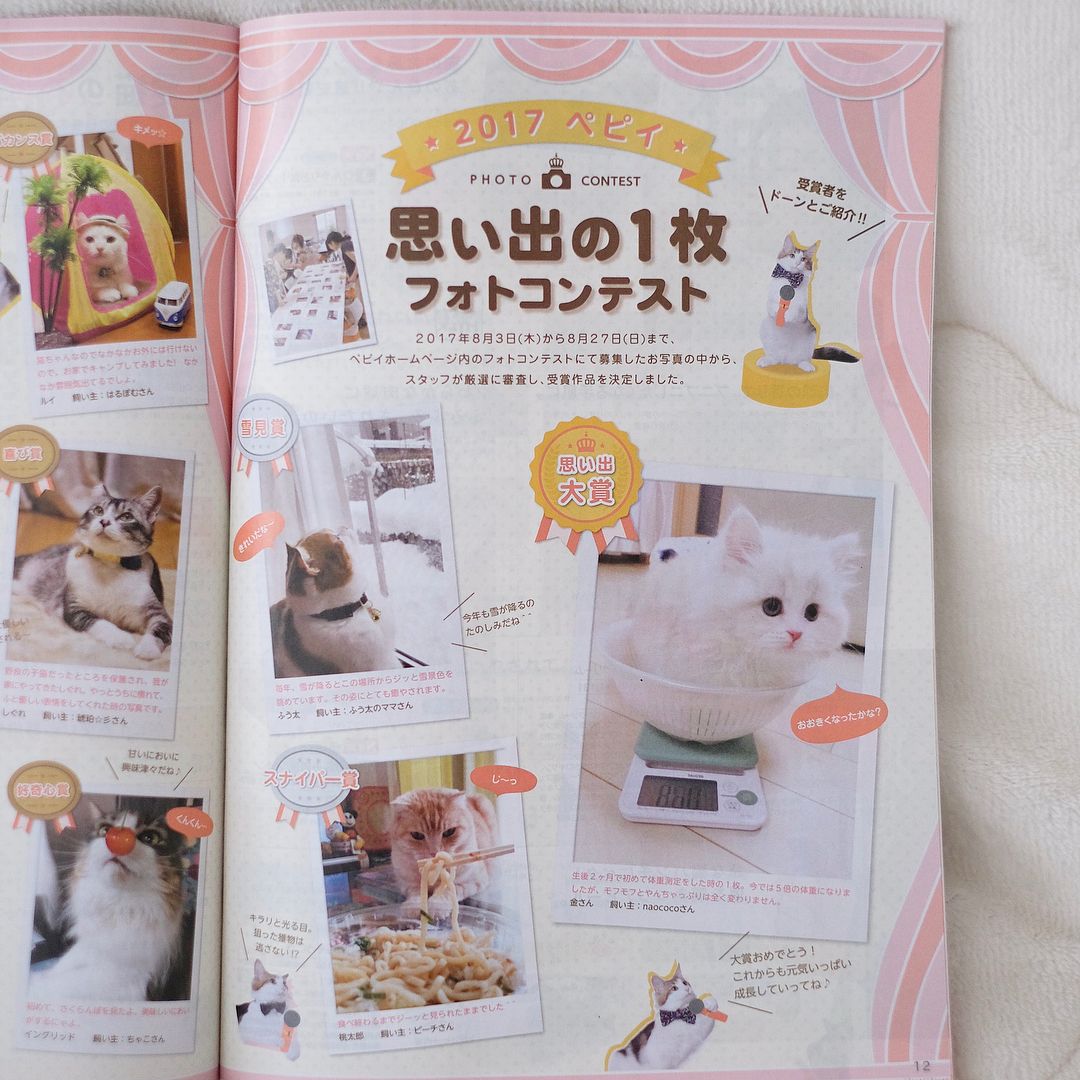 2017 ペピイ
PHOTO CONTEST
思い出の1枚
フォトコンテスト
受賞者を
ドーンとご紹介!!
2017年8月3日(木)から8月27日(日)まで、
ペピイホームページ内のフォトコンテストにて募集したお写真の中から、
スタッフが厳選に審査し、受賞作品を決定しました。
カンス賞
キメッ☆
猫ちゃんなのでなかなかお外には行けない
ので、お家でキャンプしてみました! なか
なか雰囲気出てるでしょ。
ルイ 飼い主:はるぽむさん
喜び賞
優しい
される〜
野良の子猫だったところを保護され、我が
家にやってきたしぐれ。やっとうちに慣れて、
ふと優しい表情をしてくれた時の写真です。
しぐれ 飼い主:琥珀☆彡さん
甘いにおいに
興味津々だね♪
好奇心賞
くんくん〜
初めて、さくらんぼを見たよ。美味しいにおい
がするにゃよ。
イングリッド 飼い主:ちゃこさん
雪見賞
きれいだな〜
今年も雪が降るの
たのしみだね
毎年、雪が降るとこの場所からジッと雪景色を
眺めています。その姿にとても癒やされます。
ふう太 飼い主:ふう太のママさん
スナイパー賞
じ〜っ
キラリと光る目。
狙った獲物は
逃さない!?
食べ終わるまでジーッと見られたままでした
桃太郎 飼い主:ピーチさん
思い出
大賞
おおきくなったかな?
生後2ヶ月で初めて体重測定をした時の1枚。今では5倍の体重になりま
したが、モフモフとやんちゃっぷりは全く変わりません。
金さん 飼い主:naococoさん
大賞おめでとう!
これからも元気いっぱい
成長していってね♪
12